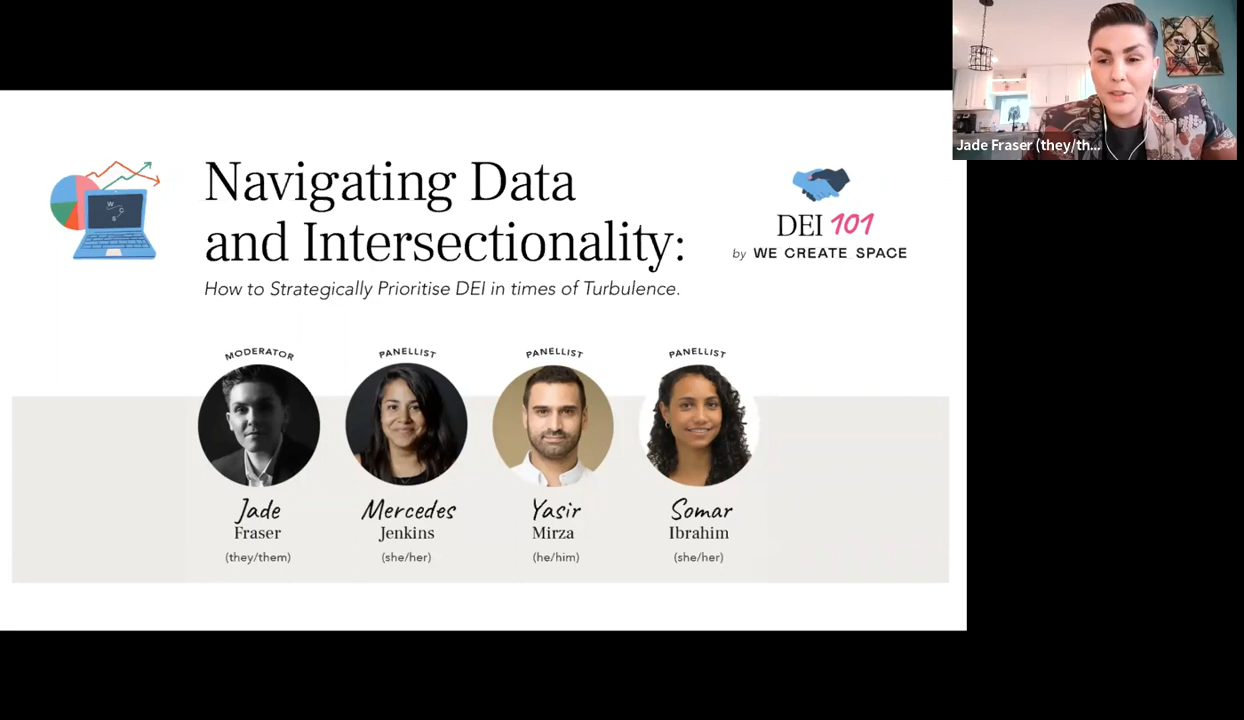 Navigating Data
and Intersectionality:
How to Strategically Prioritise DEI in times of Turbulence.
W
C
S
DEI 101
by WE CREATE SPACE
MODERATOR
PANELLIST
PANELLIST
PANELLIST
Jade
Fraser
(they/them)
Mercedes
Jenkins
(she/her)
Yasir
Mirza
(he/him)
Somar
Ibrahim
(she/her)
Jade Fraser (they/th...